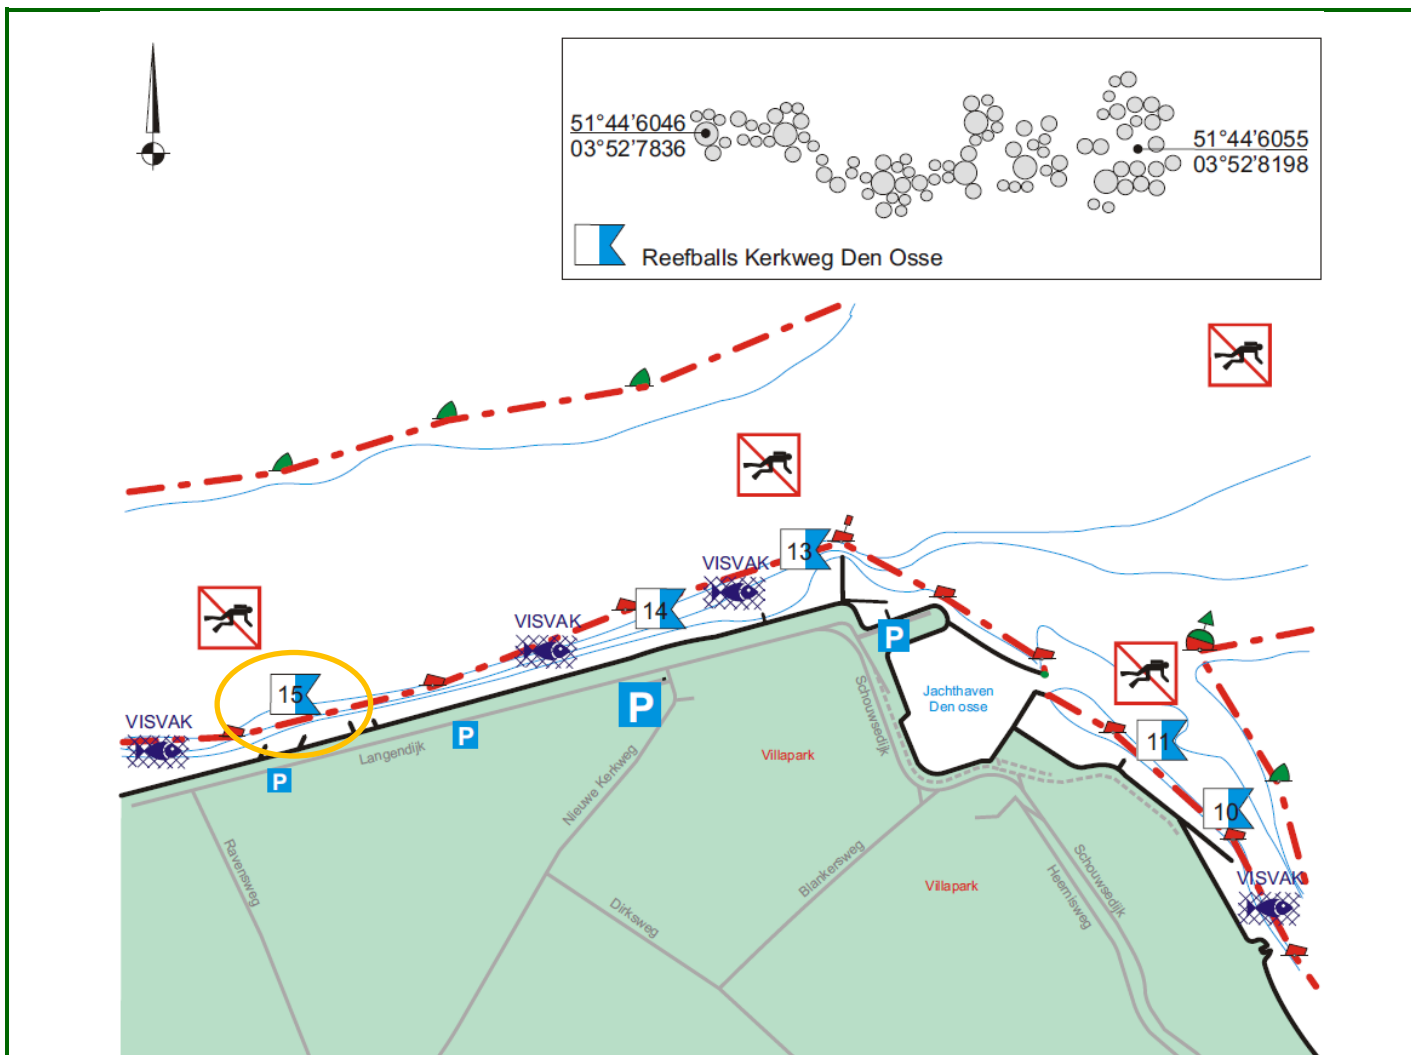 51°44'6046
03°52'7836
51°44'6055
03°52'8198
Reefballs Kerkweg Den Osse
13
VISVAK
14
VISVAK
P
15
VISVAK
P
P
P
Langendijk
Nieuwe Kerkweg
Ravensweg
Dirksweg
Blankersweg
Villapark
Schouwsedijk
Jachthaven
Den osse
11
10
VISVAK
Villapark
Schouwsedijk
Heernisweg